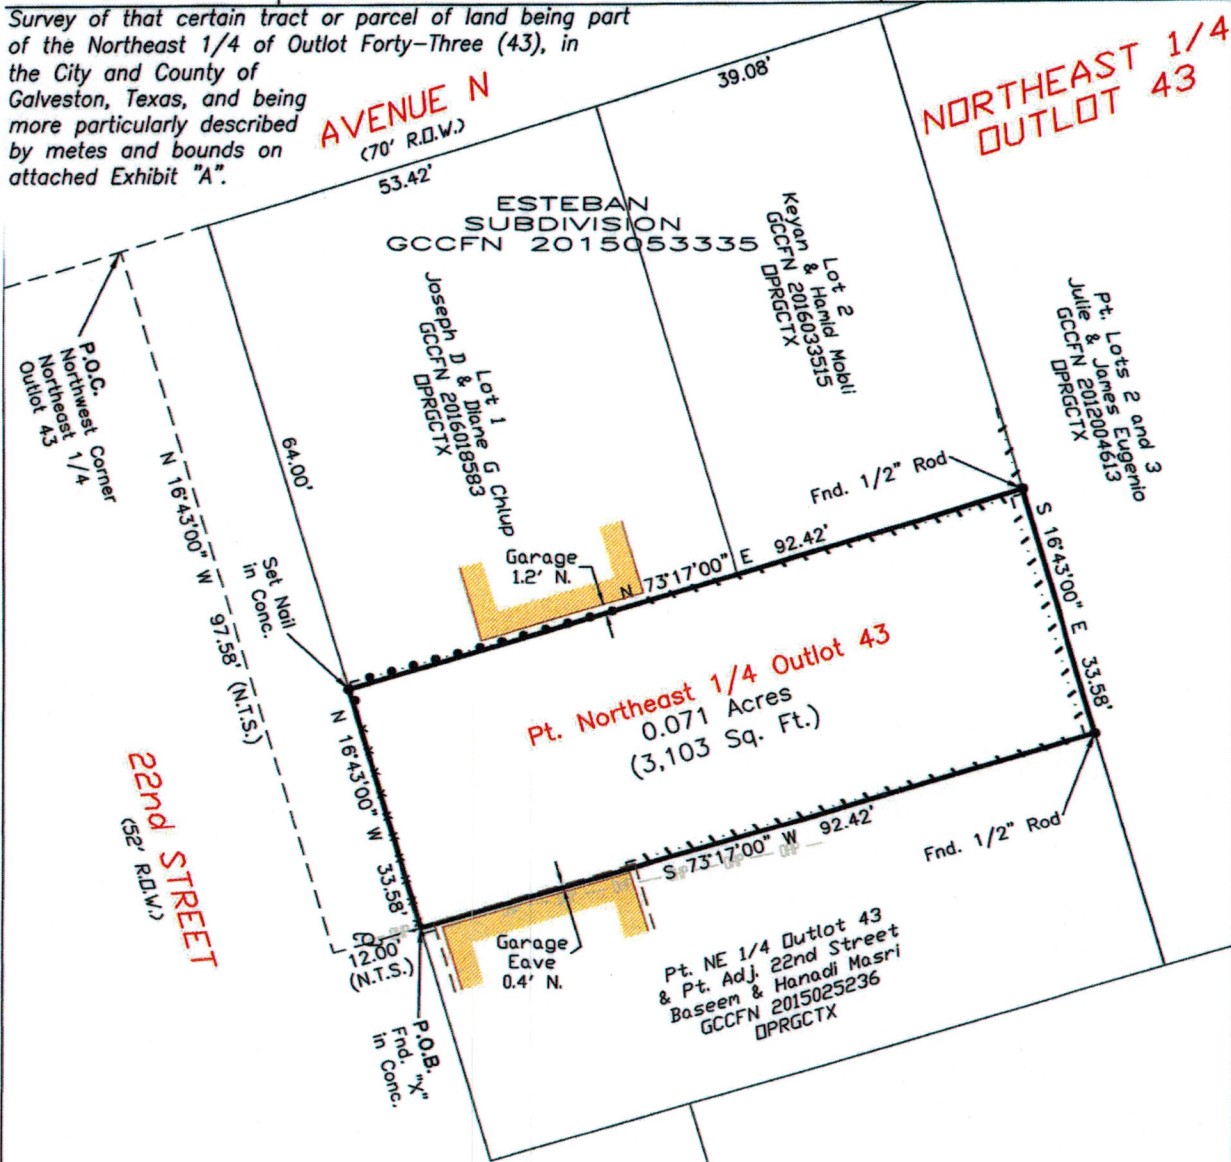 Survey of that certain tract or parcel of land being part
of the Northeast 1/4 of Outlot Forty-Three (43), in
the City and County of
Galveston, Texas, and being
more particularly described
by metes and bounds on
attached Exhibit "A".
AVENUE N
(70' R.O.W.)
53.42'
39.08'
NORTHEAST 1/4
OUTLOT 43
ESTEBAN
SUBDIVISION
GCCFN 2015053335
P.O.C.
Northwest Corner
Northeast 1/4
Outlot 43
Lot 1
Joseph D & Diane G Chlup
GCCFN 2016018583
OPRGCTX
Lot 2
Keyan & Hamid Mobli
GCCFN 2016033515
OPRGCTX
Pt. Lots 2 and 3
Julie & James Eugenio
GCCFN 2012004613
OPRGCTX
64.00'
N 16°43'00" W 97.58' (N.T.S.)
Set Nail
in Conc.
Garage
1.2' N.
Fnd. 1/2" Rod
N 73°17'00" E 92.42'
S 16°43'00" E 33.58'
Pt. Northeast 1/4 Outlot 43
0.071 Acres
(3,103 Sq. Ft.)
N 16°43'00" W 33.58'
22nd STREET
(52' R.O.W.)
S 73°17'00" W 92.42'
OHP OHP
Fnd. 1/2" Rod
12.00'
(N.T.S.)
Garage
Eave
0.4' N.
Pt. NE 1/4 Outlot 43
& Pt. Adj. 22nd Street
Baseem & Hanadi Masri
GCCFN 2015025236
OPRGCTX
P.O.B.
Fnd. "X"
in Conc.